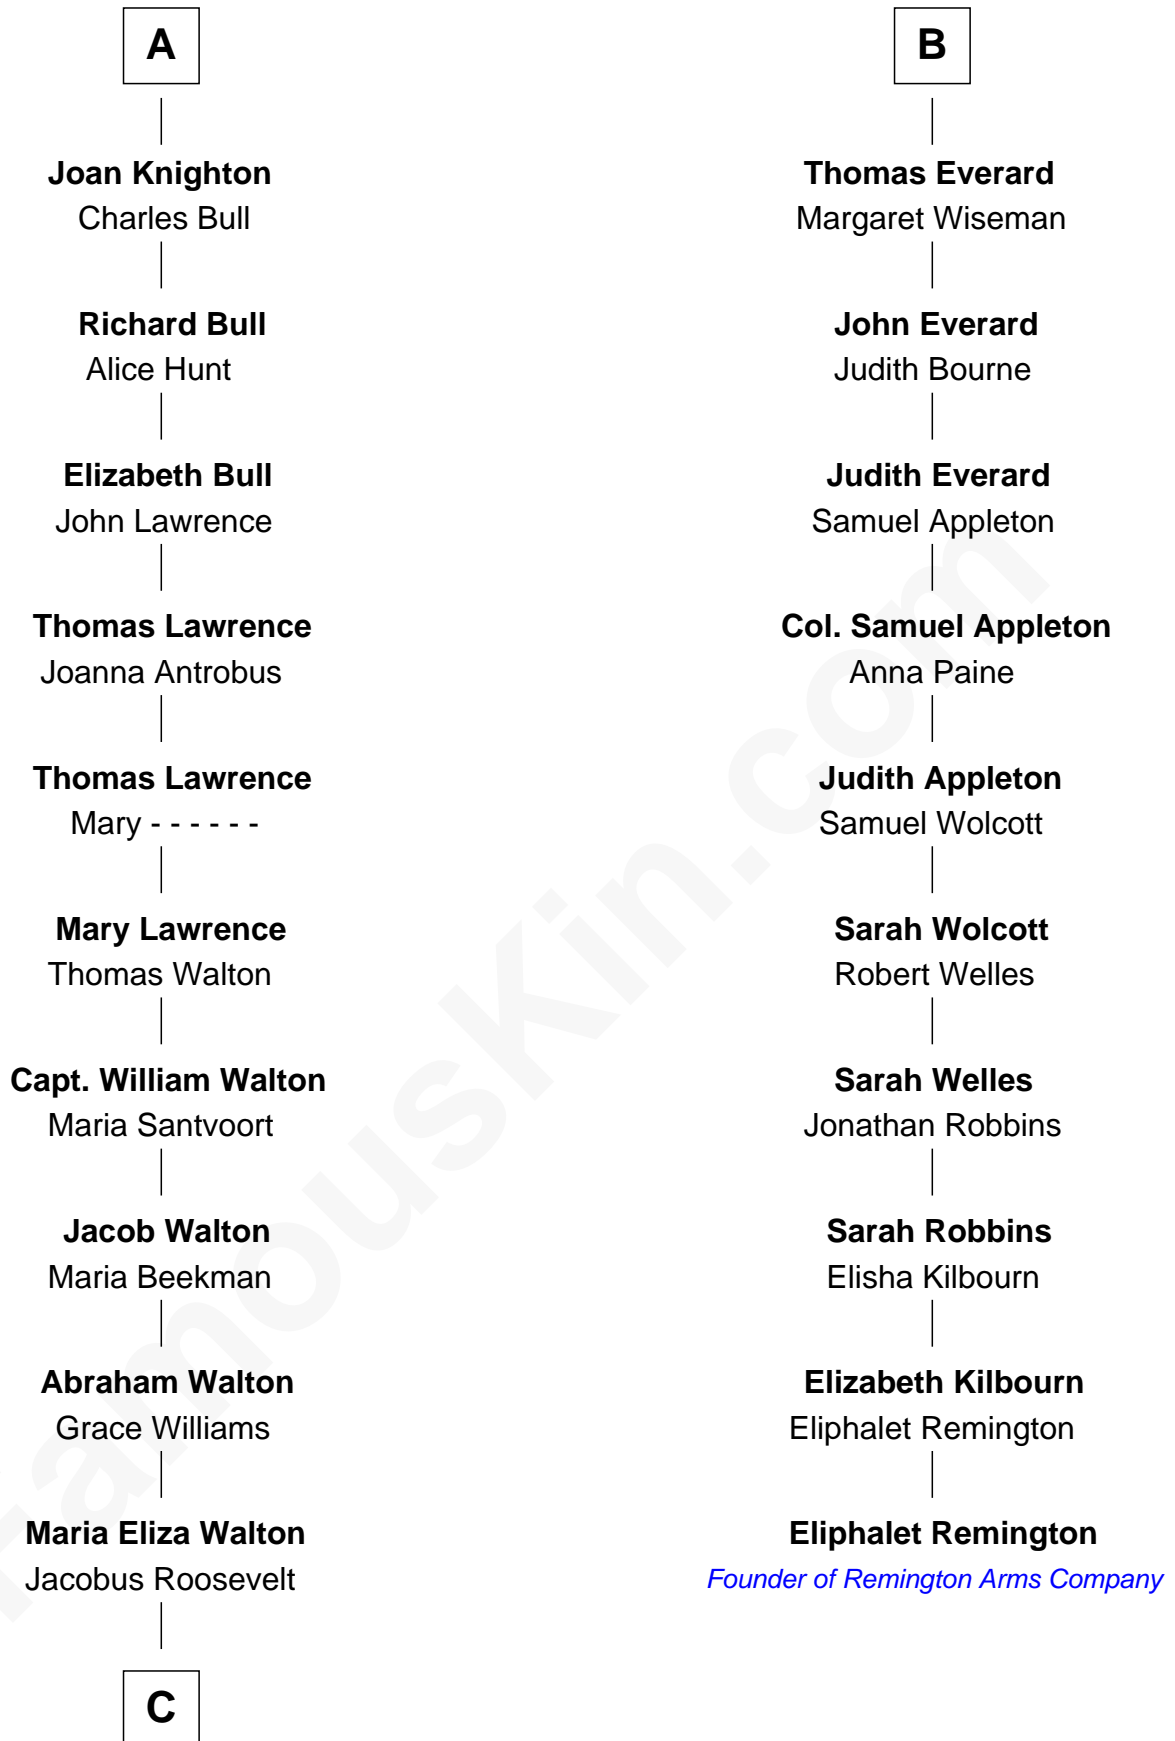 A
Joan Knighton
Charles Bull
Richard Bull
Alice Hunt
Elizabeth Bull
John Lawrence
Thomas Lawrence
Joanna Antrobus
Thomas Lawrence
Mary - - - - - -
Mary Lawrence
Thomas Walton
Capt. William Walton
Maria Santvoort
Jacob Walton
Maria Beekman
Abraham Walton
Grace Williams
Maria Eliza Walton
Jacobus Roosevelt
C
B
Thomas Everard
Margaret Wiseman
John Everard
Judith Bourne
Judith Everard
Samuel Appleton
Col. Samuel Appleton
Anna Paine
Judith Appleton
Samuel Wolcott
Sarah Wolcott
Robert Welles
Sarah Welles
Jonathan Robbins
Sarah Robbins
Elisha Kilbourn
Elizabeth Kilbourn
Eliphalet Remington
Eliphalet Remington
Founder of Remington Arms Company
FamousKin.com